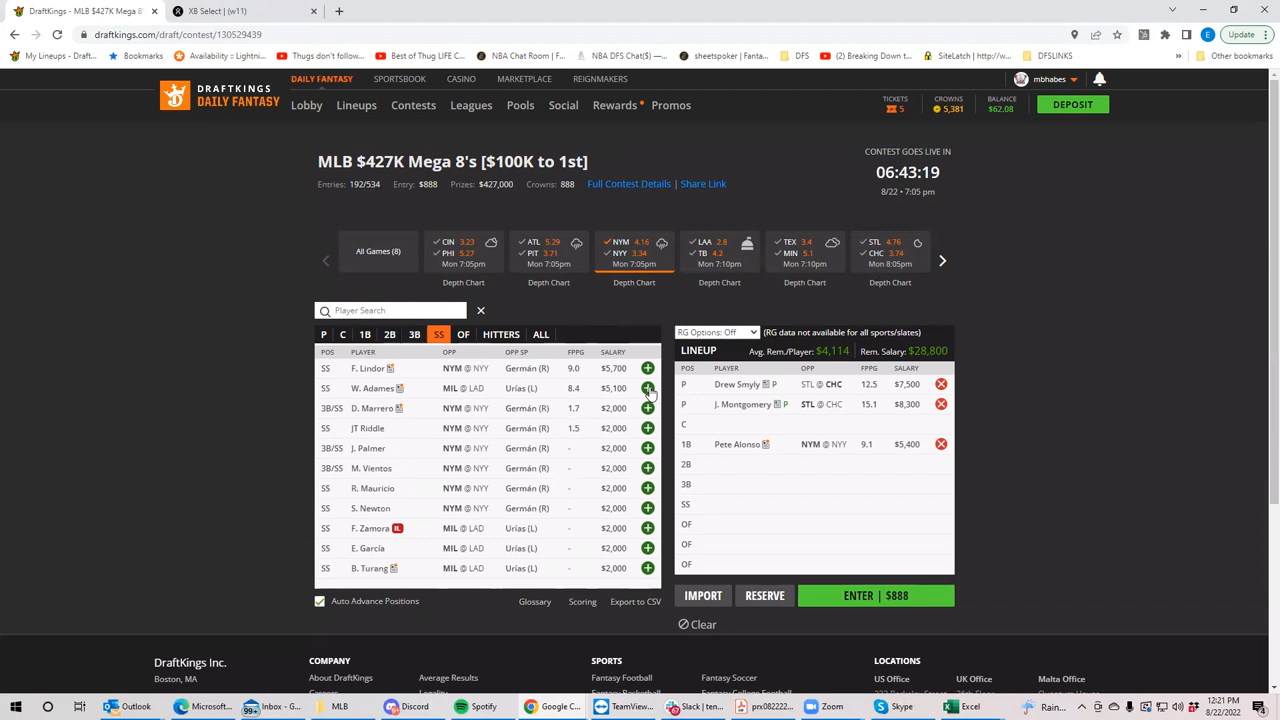 DraftKings - MLB $427K Mega 8'
XB Select | (w11)
draftkings.com/draft/contest/130529439
Update
My Lineups - Draft...
Bookmarks
Availability :: Lightni...
Thugs don't follow...
Best of Thug LIFE C...
NBA Chat Room | F...
NBA DFS Chat($) -...
sheetspoker | Fanta...
DFS
(2) Breaking Down...
SiteLatch | http://w...
DFSLINKS
Other bookmarks
DRAFTKINGS
DAILY FANTASY
DAILY FANTASY SPORTSBOOK CASINO MARKETPLACE REIGNMAKERS
mbhabes
Lobby Lineups Contests Leagues Pools Social Rewards Promos
TICKETS CROWNS BALANCE
5 5,381 $62.08
DEPOSIT
MLB $427K Mega 8's [$100K to 1st]
Entries: 192/534 Entry: $888 Prizes: $427,000 Crowns: 888 Full Contest Details | Share Link
CONTEST GOES LIVE IN
06:43:19
8/22 • 7:05 pm
All Games (8)
CIN 3.23
PHI 5.27
Mon 7:05pm
Depth Chart
ATL 5.29
PIT 3.71
Mon 7:05pm
Depth Chart
NYM 4.16
NYY 3.34
Mon 7:05pm
Depth Chart
LAA 2.8
TB 4.2
Mon 7:10pm
Depth Chart
TEX 3.4
MIN 5.1
Mon 7:10pm
Depth Chart
STL 4.76
CHC 3.74
Mon 8:05pm
Depth Chart
Player Search
P C 1B 2B 3B SS OF HITTERS ALL
POS PLAYER OPP OPP SP FPPG SALARY
SS F. Lindor NYM @ NYY Germán (R) 9.0 $5,700
SS W. Adames MIL @ LAD Urías (L) 8.4 $5,100
3B/SS D. Marrero NYM @ NYY Germán (R) 1.7 $2,000
SS JT Riddle NYM @ NYY Germán (R) 1.5 $2,000
3B/SS J. Palmer NYM @ NYY Germán (R) - $2,000
3B/SS M. Vientos NYM @ NYY Germán (R) - $2,000
SS R. Mauricio NYM @ NYY Germán (R) - $2,000
SS S. Newton NYM @ NYY Germán (R) - $2,000
SS F. Zamora IL MIL @ LAD Urías (L) - $2,000
SS E. García MIL @ LAD Urías (L) - $2,000
SS B. Turang MIL @ LAD Urías (L) - $2,000
Auto Advance Positions Glossary Scoring Export to CSV
RG Options: Off (RG data not available for all sports/slates)
LINEUP Avg. Rem./Player: $4,114 Rem. Salary: $28,800
POS PLAYER OPP FPPG SALARY
P Drew Smyly P STL @ CHC 12.5 $7,500
P J. Montgomery P STL @ CHC 15.1 $8,300
C
1B Pete Alonso NYM @ NYY 9.1 $5,400
2B
3B
SS
OF
OF
OF
IMPORT RESERVE ENTER | $888
Clear
DraftKings Inc.
Boston, MA
COMPANY
About DraftKings Average Results
SPORTS
Fantasy Football Fantasy Soccer
LOCATIONS
US Office UK Office Malta Office
Outlook
Microsoft...
99+
Inbox - G...
MLB
Discord
Spotify
Google C...
TeamView...
Slack | ten...
prx082222...
Zoom
Skype
Excel
Rain...
12:21 PM
8/22/2022
4